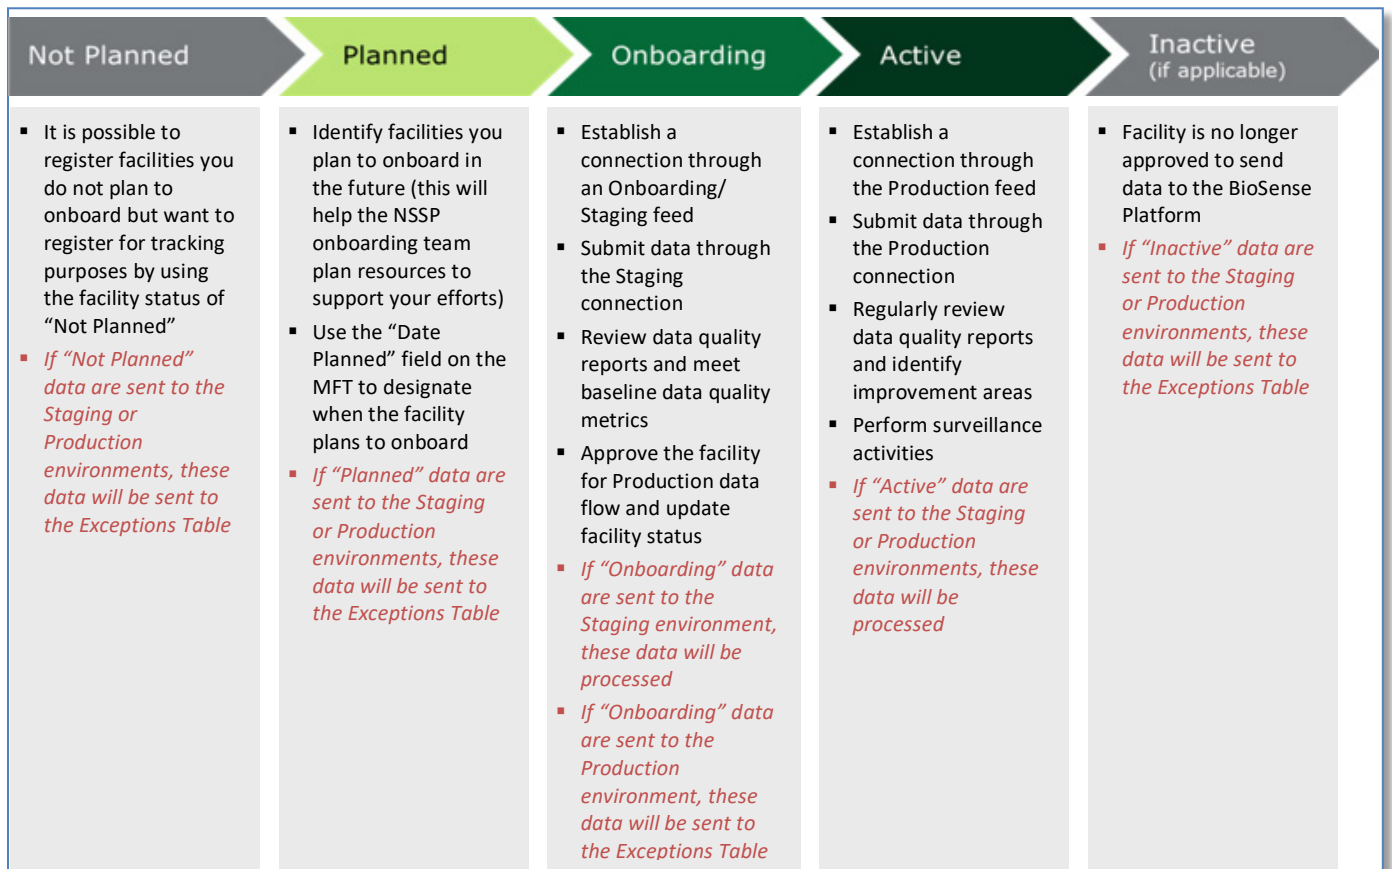 Not Planned
Planned
Onboarding
Active
Inactive
(if applicable)
▪ It is possible to
register facilities you
do not plan to
onboard but want to
register for tracking
purposes by using
the facility status of
“Not Planned”
▪ If “Not Planned”
data are sent to the
Staging or
Production
environments, these
data will be sent to
the Exceptions Table
▪ Identify facilities you
plan to onboard in
the future (this will
help the NSSP
onboarding team
plan resources to
support your efforts)
▪ Use the “Date
Planned” field on the
MFT to designate
when the facility
plans to onboard
▪ If “Planned” data are
sent to the Staging
or Production
environments, these
data will be sent to
the Exceptions Table
▪ Establish a
connection through
an Onboarding/
Staging feed
▪ Submit data through
the Staging
connection
▪ Review data quality
reports and meet
baseline data quality
metrics
▪ Approve the facility
for Production data
flow and update
facility status
▪ If “Onboarding” data
are sent to the
Staging environment,
these data will be
processed
▪ If “Onboarding” data
are sent to the
Production
environment, these
data will be sent to
the Exceptions Table
▪ Establish a
connection through
the Production feed
▪ Submit data through
the Production
connection
▪ Regularly review
data quality reports
and identify
improvement areas
▪ Perform surveillance
activities
▪ If “Active” data are
sent to the Staging
or Production
environments, these
data will be
processed
▪ Facility is no longer
approved to send
data to the BioSense
Platform
▪ If “Inactive” data are
sent to the Staging
or Production
environments, these
data will be sent to
the Exceptions Table